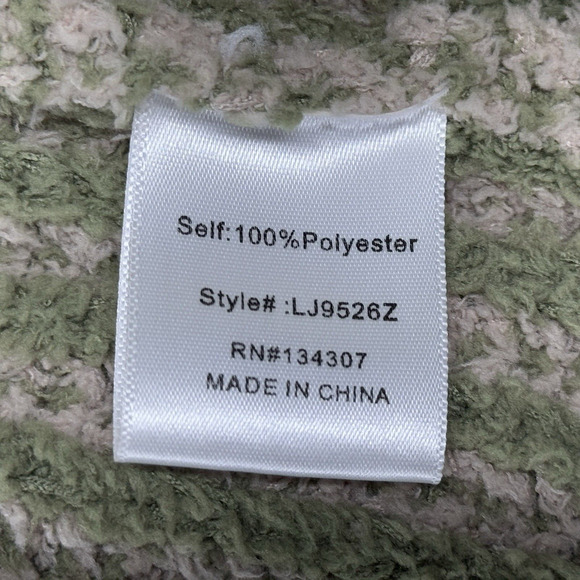 Self:100%Polyester
Style# :LJ9526Z
RN#134307
MADE IN CHINA